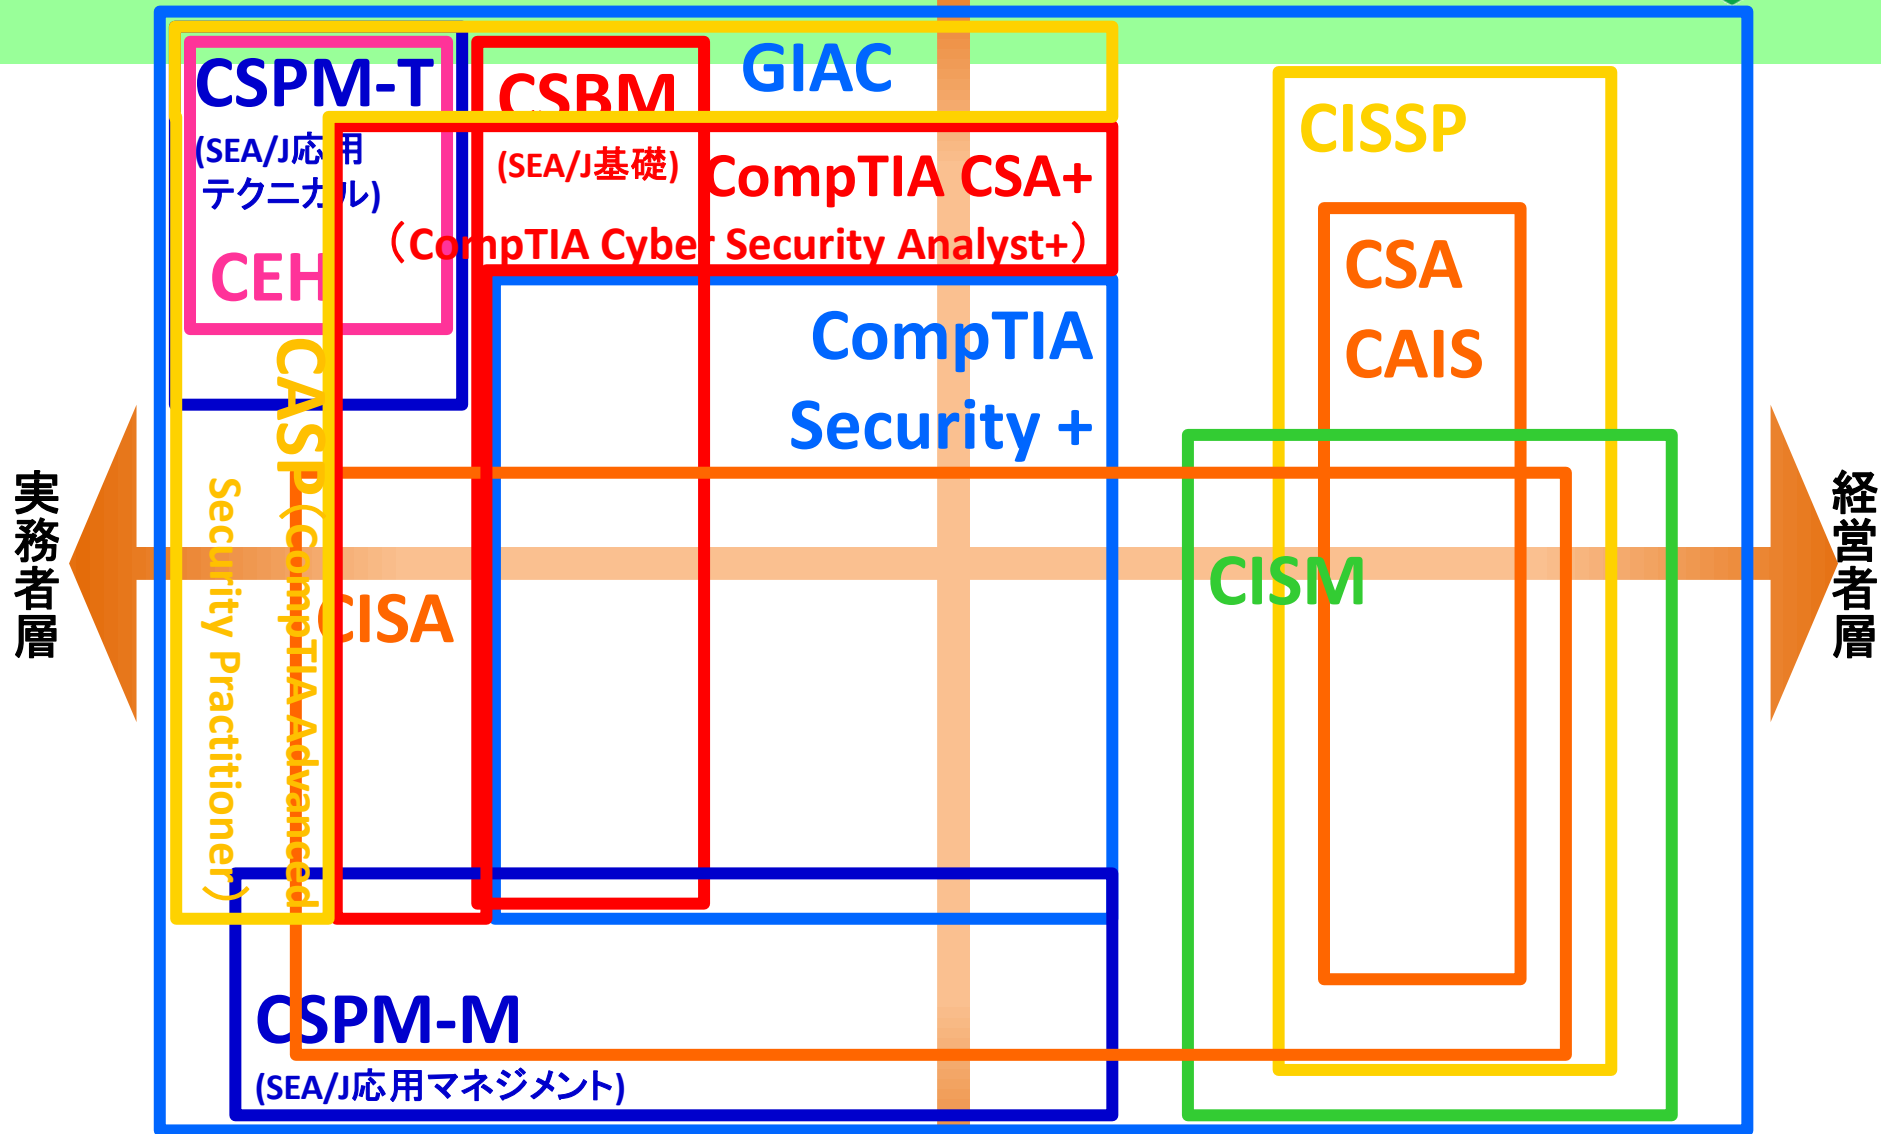 GIAC
CSPM-T
(SEA/J応用
テクニカル)
CSBM
(SEA/J基礎)
CISSP
CompTIA CSA+
（CompTIA Cyber Security Analyst+）
CEH
CSA
CAIS
CompTIA
Security +
CASP（CompTIA Advanced
Security Practitioner）
実務者層
経営者層
CISM
CISA
CSPM-M
(SEA/J応用マネジメント)